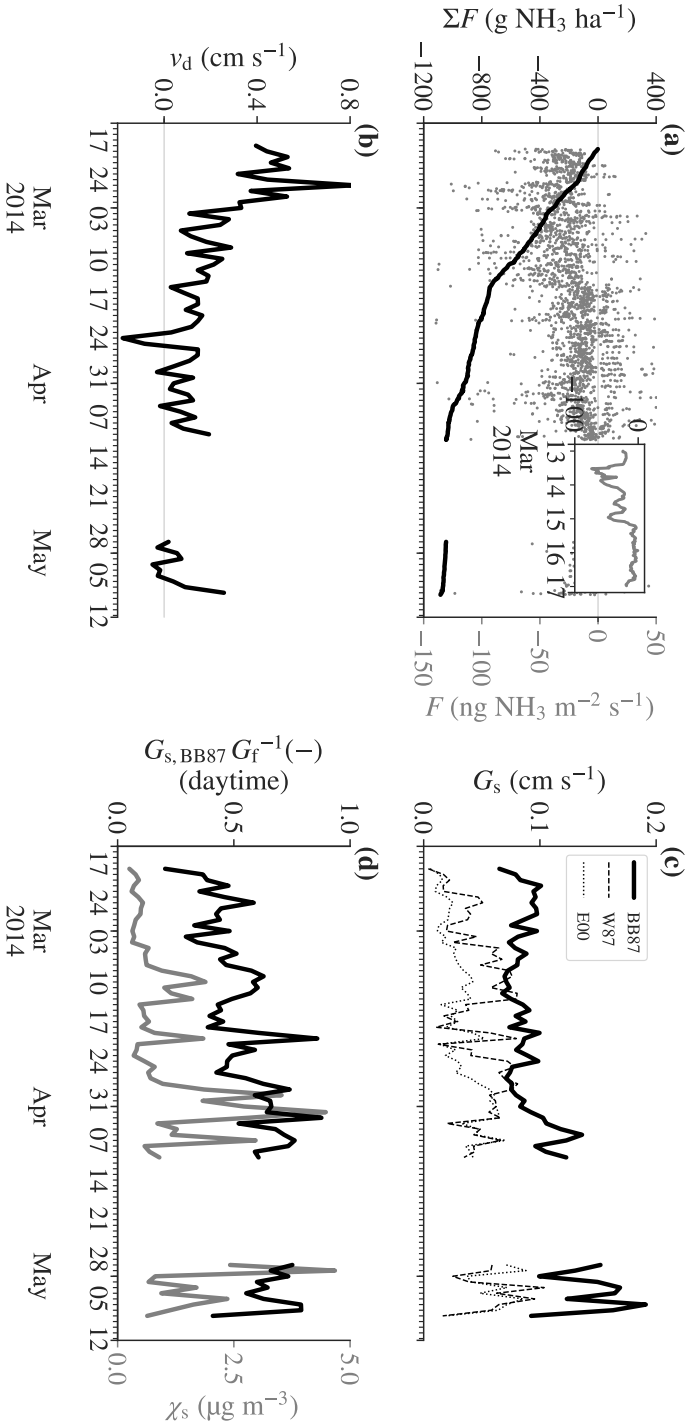 (a)
ΣF (g NH₃ ha⁻¹)
400
0
−400
−800
−1200
50
0
−50
−100
−150
F (ng NH₃ m⁻² s⁻¹)
0
−100
13 14 15 16 17
Mar
2014
(b)
v_d (cm s⁻¹)
0.8
0.4
0.0
17 24 03 10 17 24 31 07 14 21 28 05 12
Mar Apr May
2014
(c)
G_s (cm s⁻¹)
0.2
0.1
0.0
BB87
W87
E00
(d)
G_s, BB87 G_f⁻¹(−)
(daytime)
1.0
0.5
0.0
5.0
2.5
0.0
χ_s (μg m⁻³)
17 24 03 10 17 24 31 07 14 21 28 05 12
Mar Apr May
2014